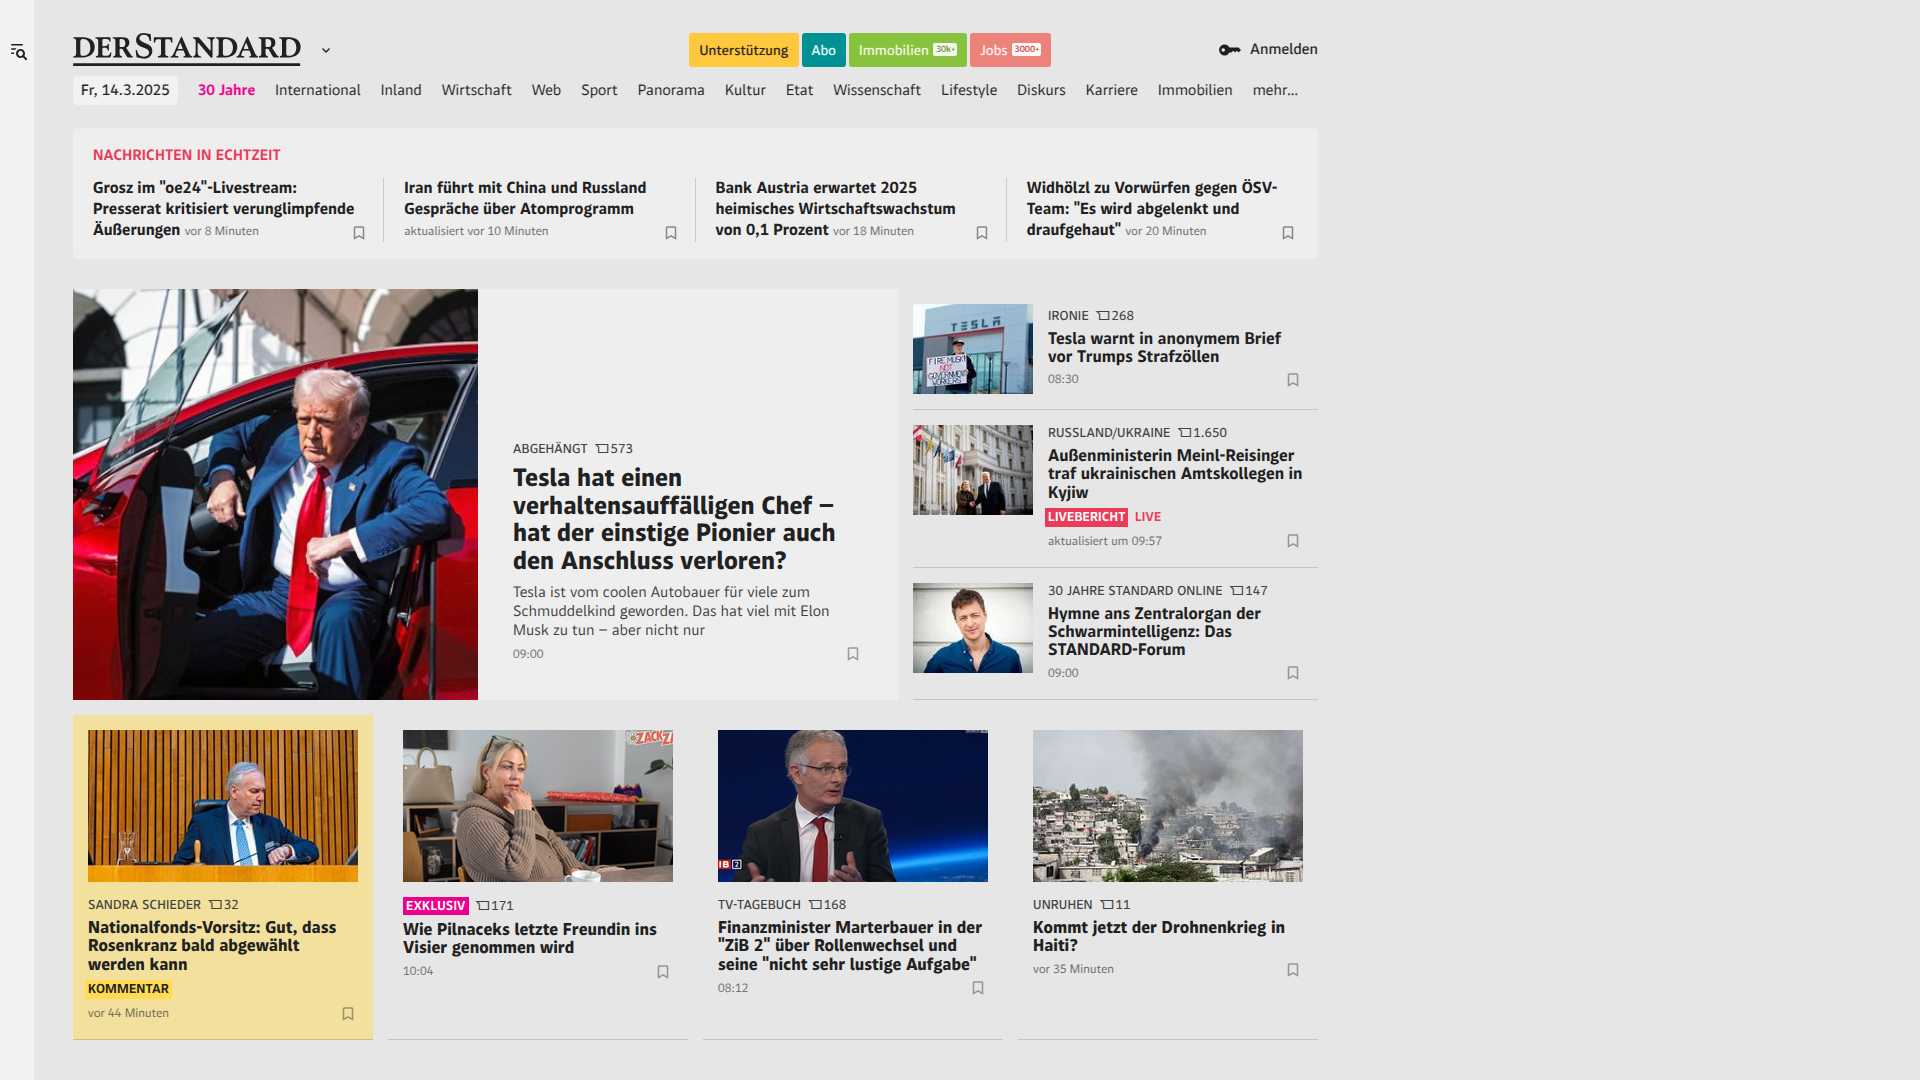 DERSTANDARD
Unterstützung
Abo
Immobilien 30k+
Jobs 3000+
Anmelden
Fr, 14.3.2025
30 Jahre
International
Inland
Wirtschaft
Web
Sport
Panorama
Kultur
Etat
Wissenschaft
Lifestyle
Diskurs
Karriere
Immobilien
mehr...
NACHRICHTEN IN ECHTZEIT
Grosz im "oe24"-Livestream:
Presserat kritisiert verunglimpfende
Äußerungen vor 8 Minuten
Iran führt mit China und Russland
Gespräche über Atomprogramm
aktualisiert vor 10 Minuten
Bank Austria erwartet 2025
heimisches Wirtschaftswachstum
von 0,1 Prozent vor 18 Minuten
Widhölzl zu Vorwürfen gegen ÖSV-
Team: "Es wird abgelenkt und
draufgehaut" vor 20 Minuten
ABGEHÄNGT 573
Tesla hat einen
verhaltensauffälligen Chef –
hat der einstige Pionier auch
den Anschluss verloren?
Tesla ist vom coolen Autobauer für viele zum
Schmuddelkind geworden. Das hat viel mit Elon
Musk zu tun – aber nicht nur
09:00
TESLA
FIRE MUSK
NOT
GOVERNMENT
WORKERS
IRONIE 268
Tesla warnt in anonymem Brief
vor Trumps Strafzöllen
08:30
RUSSLAND/UKRAINE 1.650
Außenministerin Meinl-Reisinger
traf ukrainischen Amtskollegen in
Kyjiw
LIVEBERICHT LIVE
aktualisiert um 09:57
30 JAHRE STANDARD ONLINE 147
Hymne ans Zentralorgan der
Schwarmintelligenz: Das
STANDARD-Forum
09:00
SANDRA SCHIEDER 32
Nationalfonds-Vorsitz: Gut, dass
Rosenkranz bald abgewählt
werden kann
KOMMENTAR
vor 44 Minuten
ZACKZA
EXKLUSIV 171
Wie Pilnaceks letzte Freundin ins
Visier genommen wird
10:04
IB 2
TV-TAGEBUCH 168
Finanzminister Marterbauer in der
"ZiB 2" über Rollenwechsel und
seine "nicht sehr lustige Aufgabe"
08:12
UNRUHEN 11
Kommt jetzt der Drohnenkrieg in
Haiti?
vor 35 Minuten